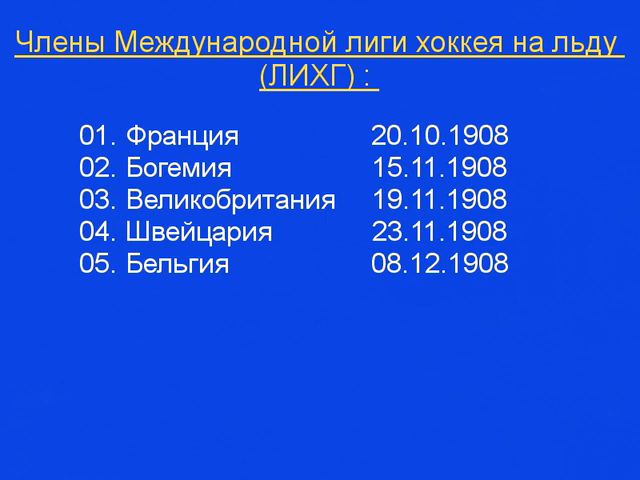 Члены Международной лиги хоккея на льду
(ЛИХГ) :
01. Франция 20.10.1908
02. Богемия 15.11.1908
03. Великобритания 19.11.1908
04. Швейцария 23.11.1908
05. Бельгия 08.12.1908